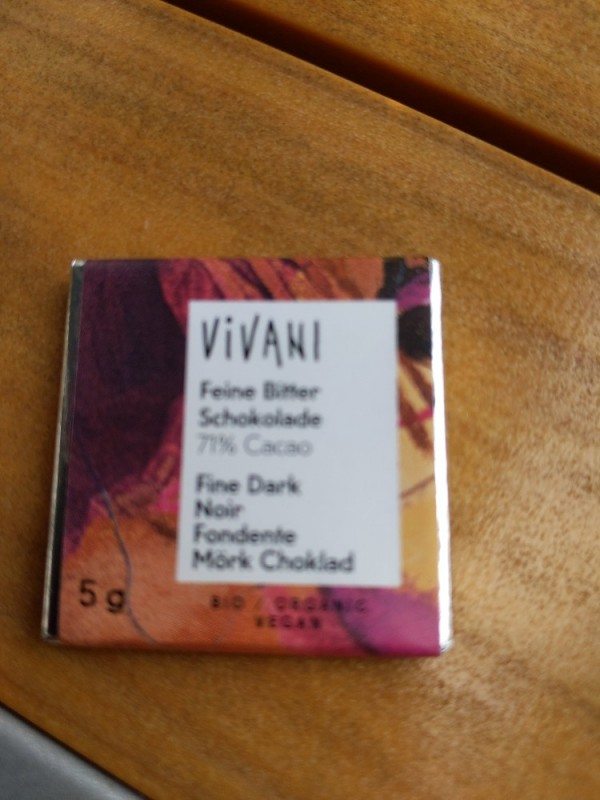 ViVANI
Feine Bitter
Schokolade
71% Cacao
Fine Dark
Noir
Fondente
Mörk Choklad
5 g
BIO / ORGANIC
VEGAN